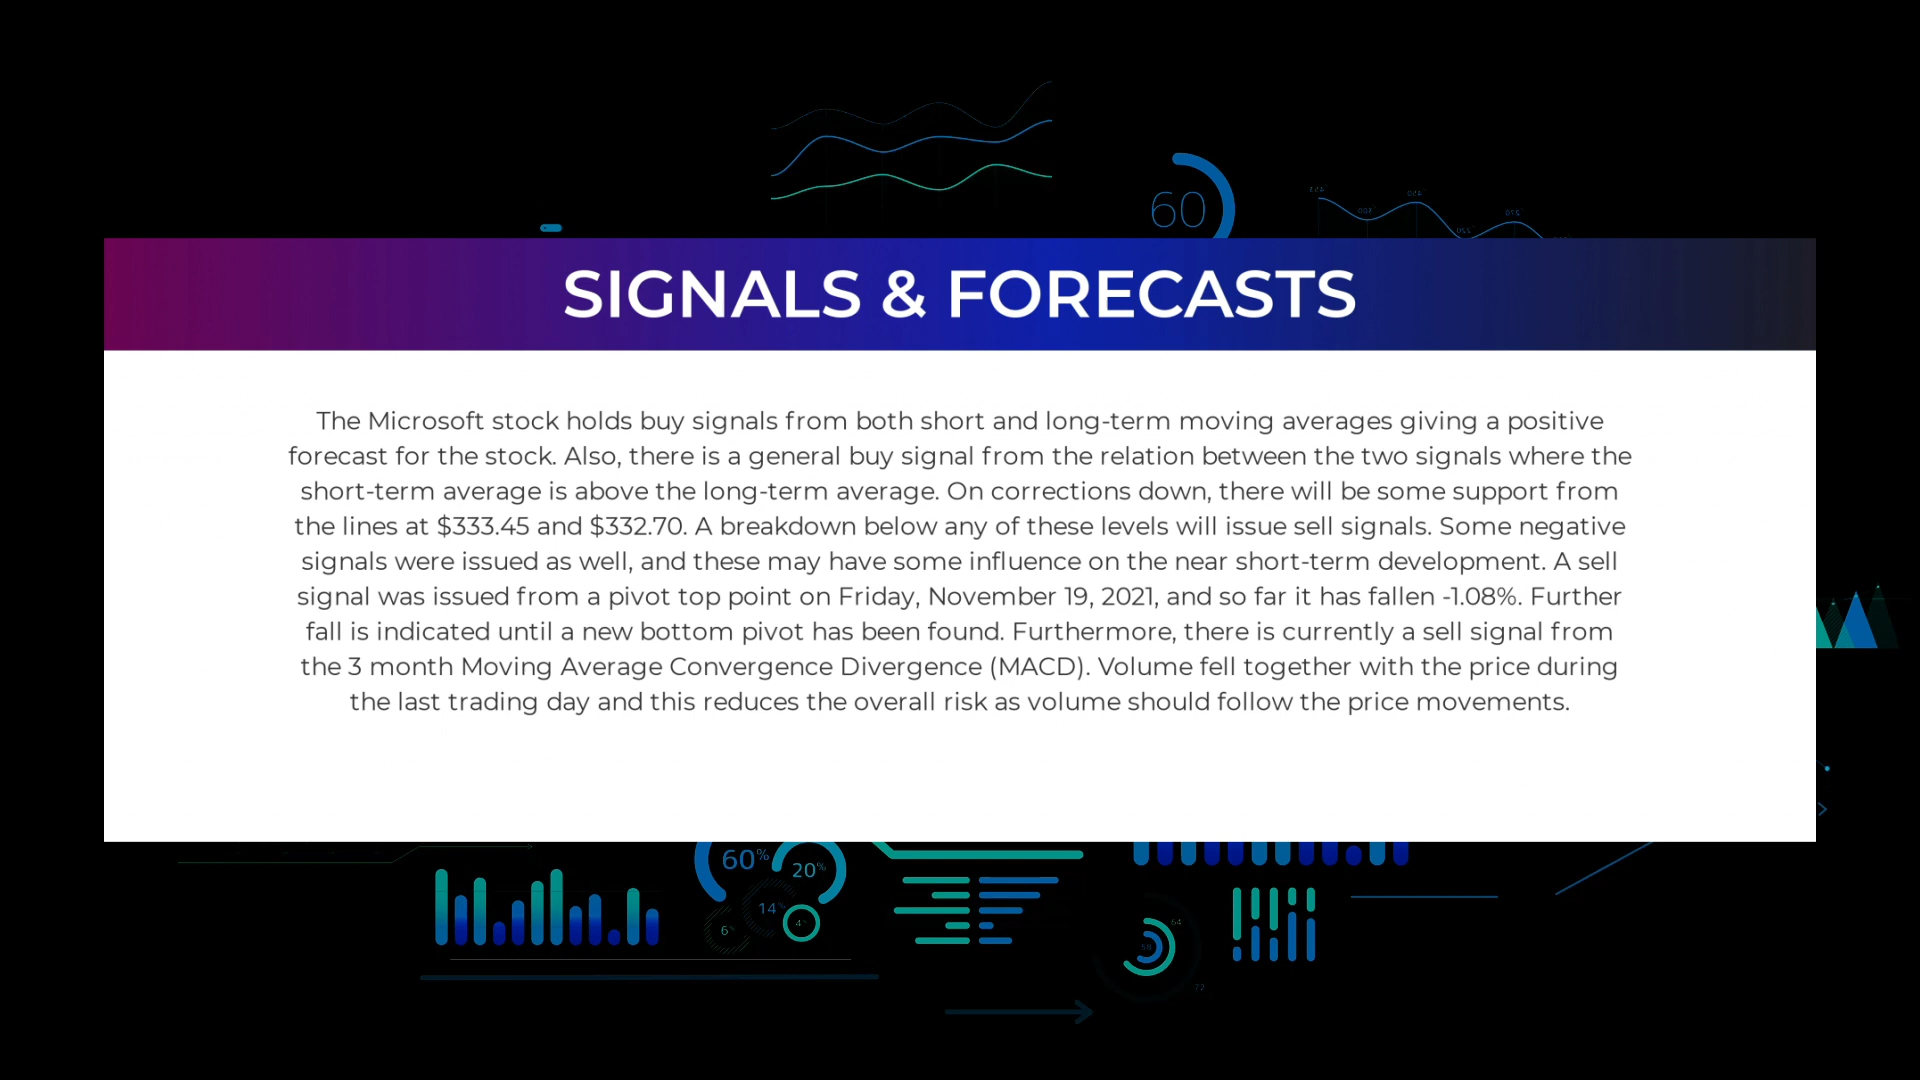 60
SIGNALS & FORECASTS
The Microsoft stock holds buy signals from both short and long-term moving averages giving a positive
forecast for the stock. Also, there is a general buy signal from the relation between the two signals where the
short-term average is above the long-term average. On corrections down, there will be some support from
the lines at $333.45 and $332.70. A breakdown below any of these levels will issue sell signals. Some negative
signals were issued as well, and these may have some influence on the near short-term development. A sell
signal was issued from a pivot top point on Friday, November 19, 2021, and so far it has fallen -1.08%. Further
fall is indicated until a new bottom pivot has been found. Furthermore, there is currently a sell signal from
the 3 month Moving Average Convergence Divergence (MACD). Volume fell together with the price during
the last trading day and this reduces the overall risk as volume should follow the price movements.
60%
20%
14%
6%
4%
64
58
72